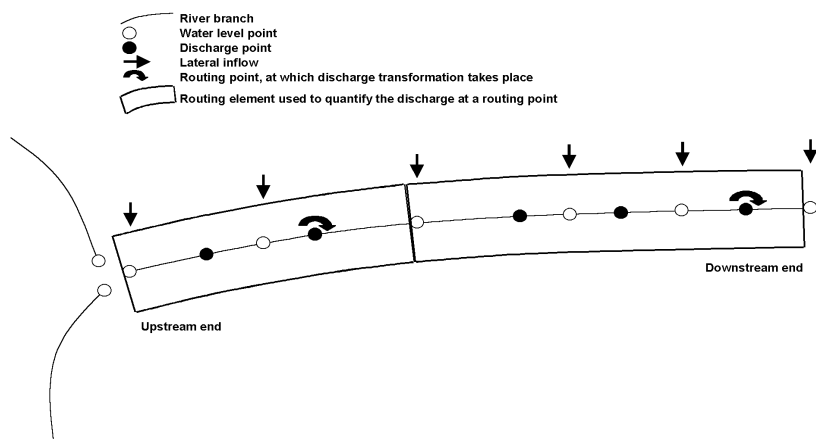 River branch
Water level point
Discharge point
Lateral inflow
Routing point, at which discharge transformation takes place
Routing element used to quantify the discharge at a routing point
Downstream end
Upstream end